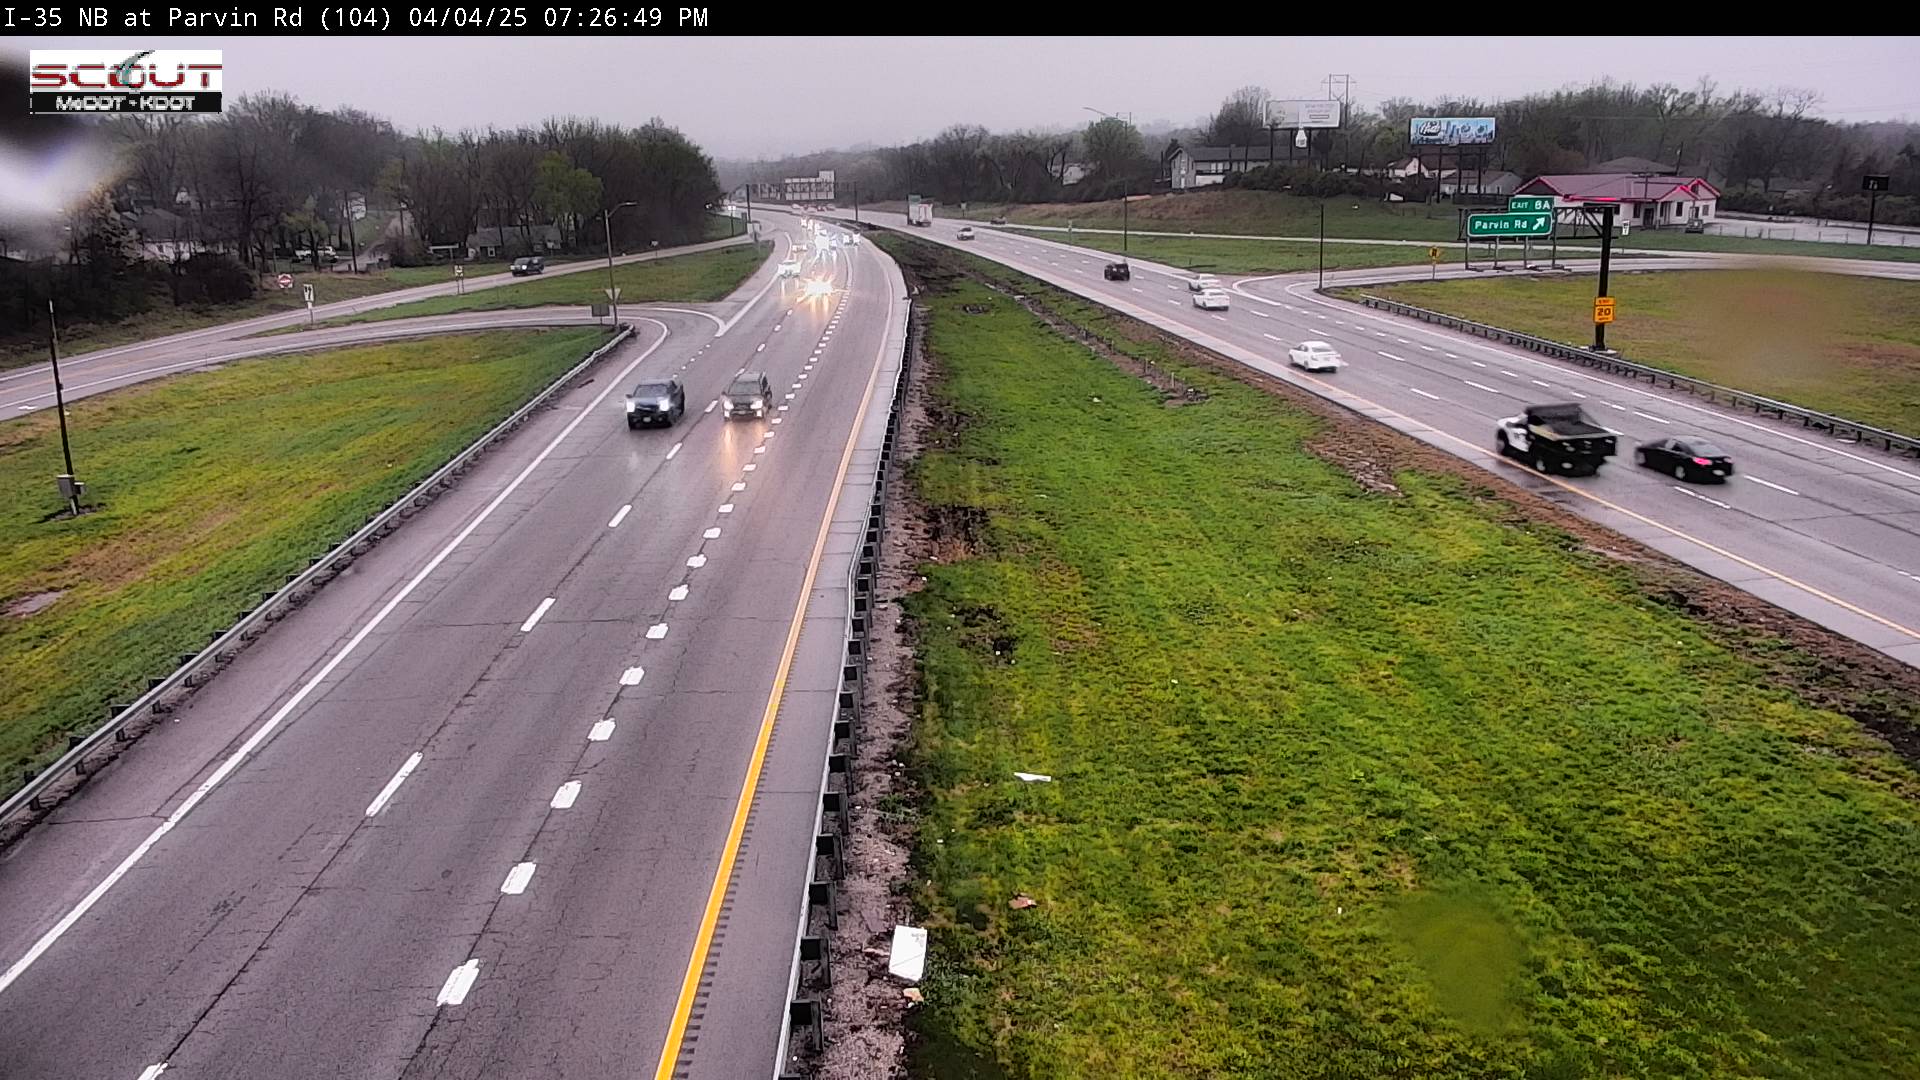 I-35 NB at Parvin Rd (104) 04/04/25 07:26:49 PM
SCOUT
MoDOT - KDOT
EXIT 8A
Parvin Rd
20